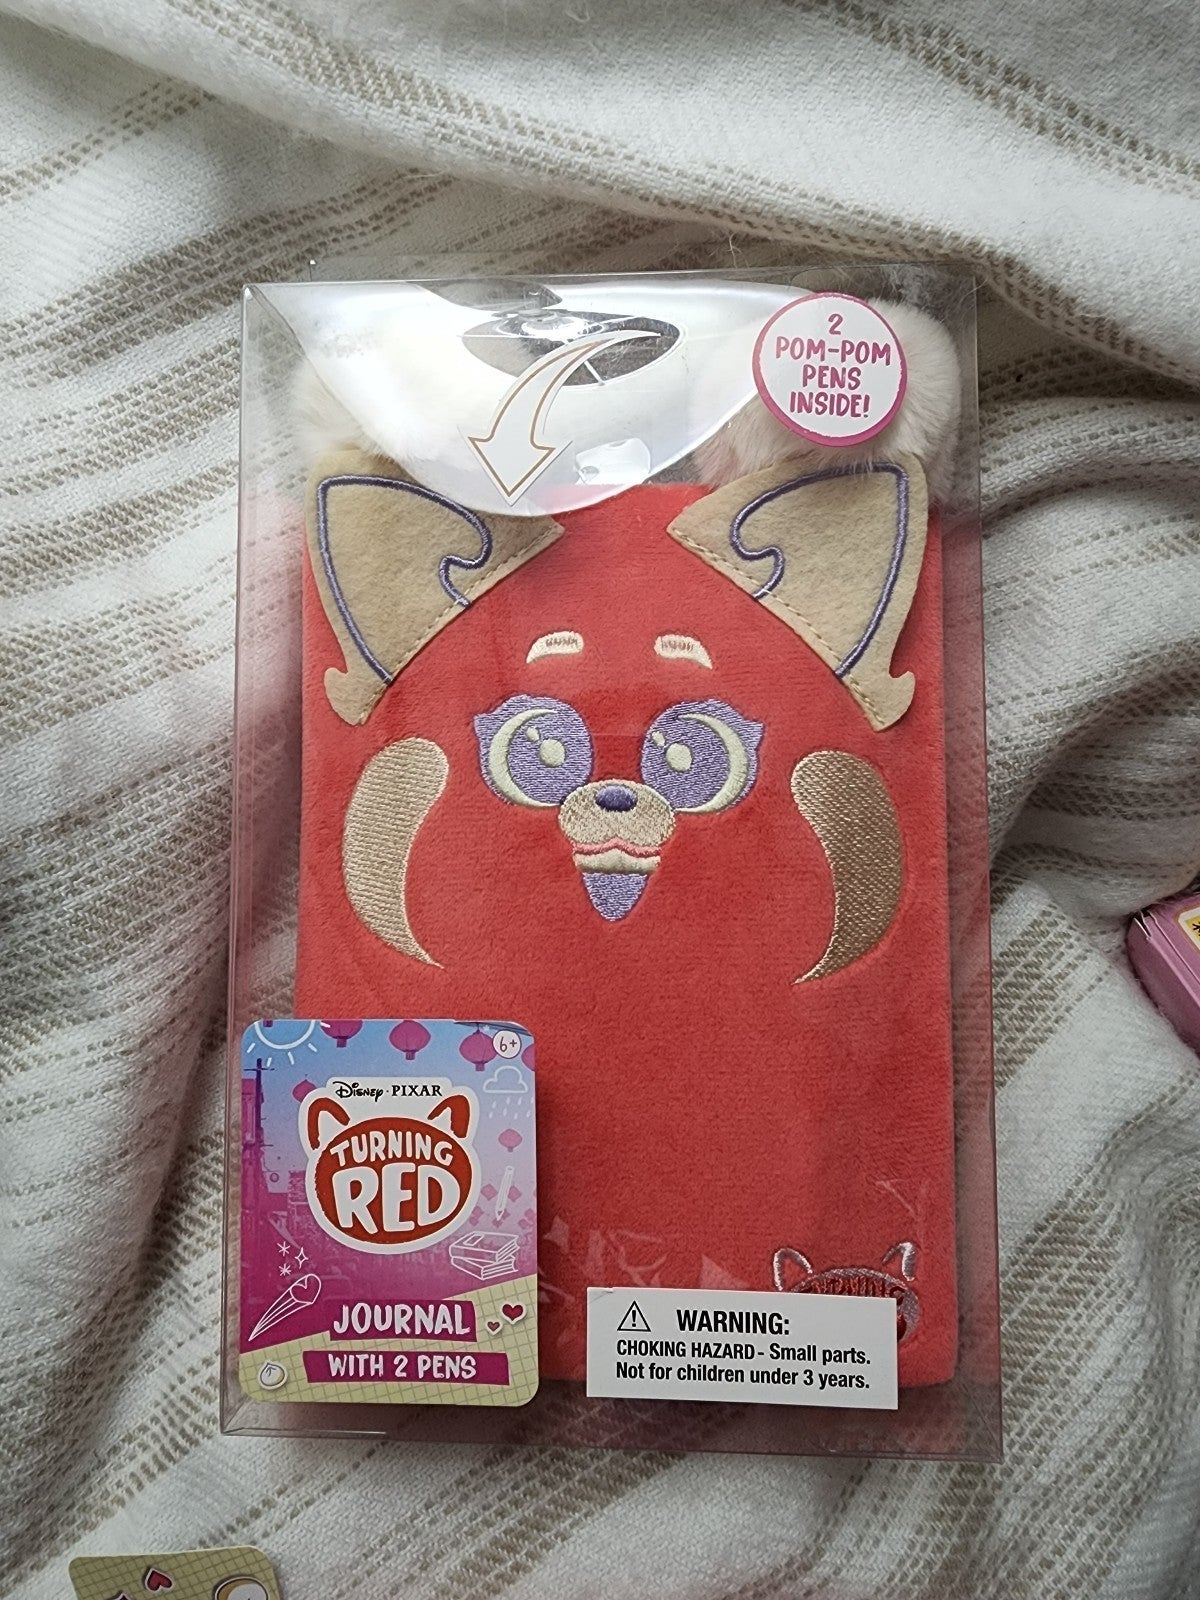 2
POM-POM
PENS
INSIDE!
6+
Disney · PIXAR
TURNING
RED
JOURNAL
WITH 2 PENS
WARNING:
CHOKING HAZARD - Small parts.
Not for children under 3 years.